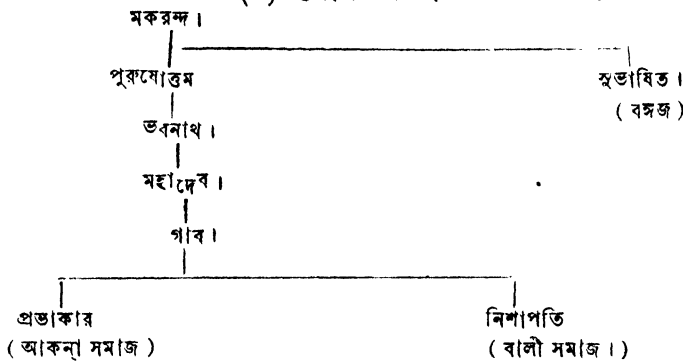 মকরন্দ।
পুরুষোত্তম সুভাষিত।
( বঙ্গজ )
ভবনাথ।
মহাদেব।
গাব।
প্রভাকার নিশাপতি
( আকনা সমাজ ) ( বালী সমাজ। )